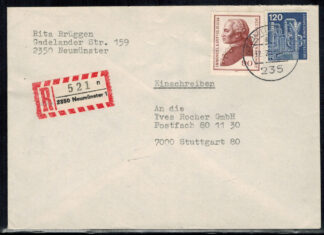 Rita Brüggen
Gadelander Str. 159
2350 Neumünster
120
90
235
R
521
2350 Neumünster 1
Einschreiben
An die
Yves Rocher GmbH
Postfach 80 11 30
7000 Stuttgart 80